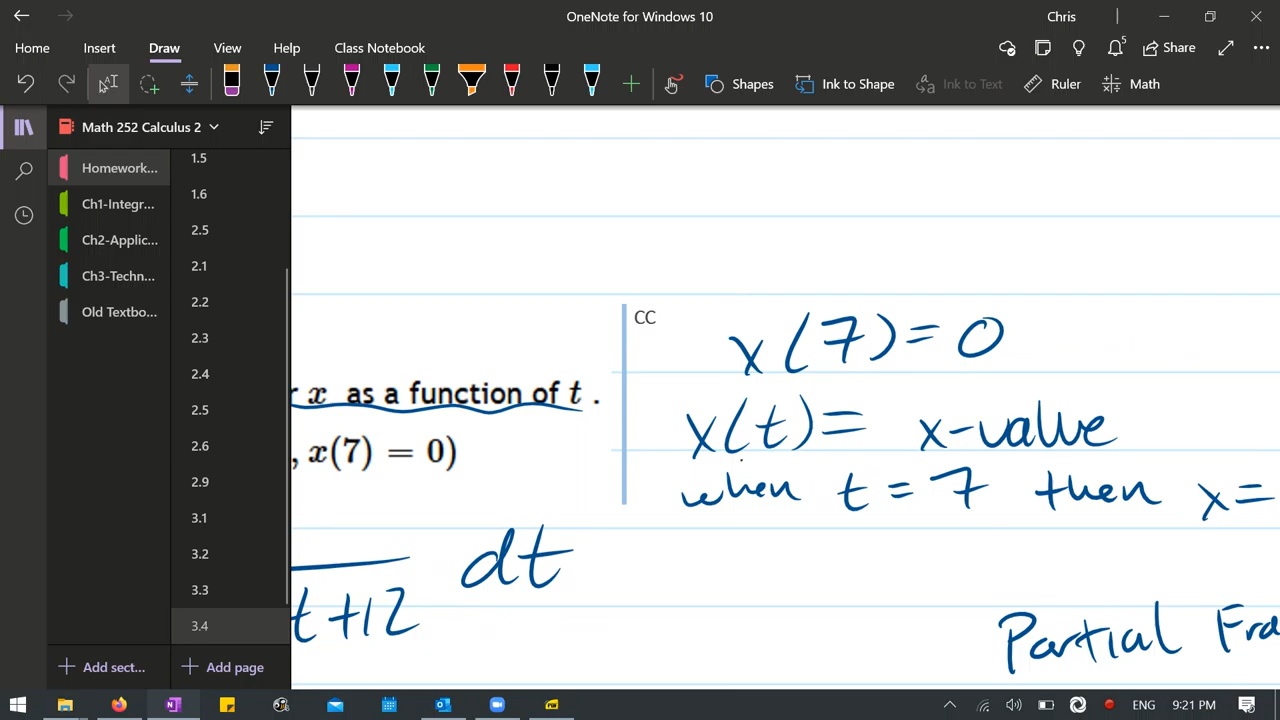 OneNote for Windows 10
Chris
Home Insert Draw View Help Class Notebook
5
Share
Shapes Ink to Shape Ink to Text Ruler Math
Math 252 Calculus 2
Homework...
Ch1-Integr...
Ch2-Applic...
Ch3-Techn...
Old Textbo...
1.5
1.6
2.5
2.1
2.2
2.3
2.4
2.5
2.6
2.9
3.1
3.2
3.3
3.4
+ Add sect...
+ Add page
r x as a function of t .
, x(7) = 0)
t+12 dt
CC
x(7)=0
x(t)= x-value
when t=7 then x=
Partial Fra
ENG 9:21 PM